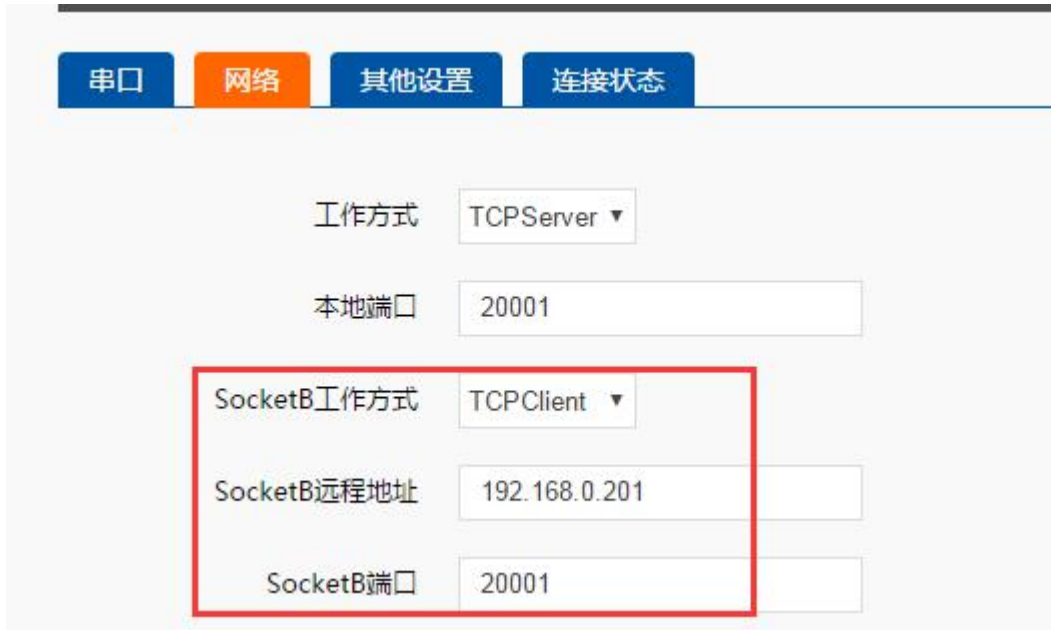 串口 网络 其他设置 连接状态
工作方式 TCPServer
本地端口 20001
SocketB工作方式 TCPClient
SocketB远程地址 192.168.0.201
SocketB端口 20001